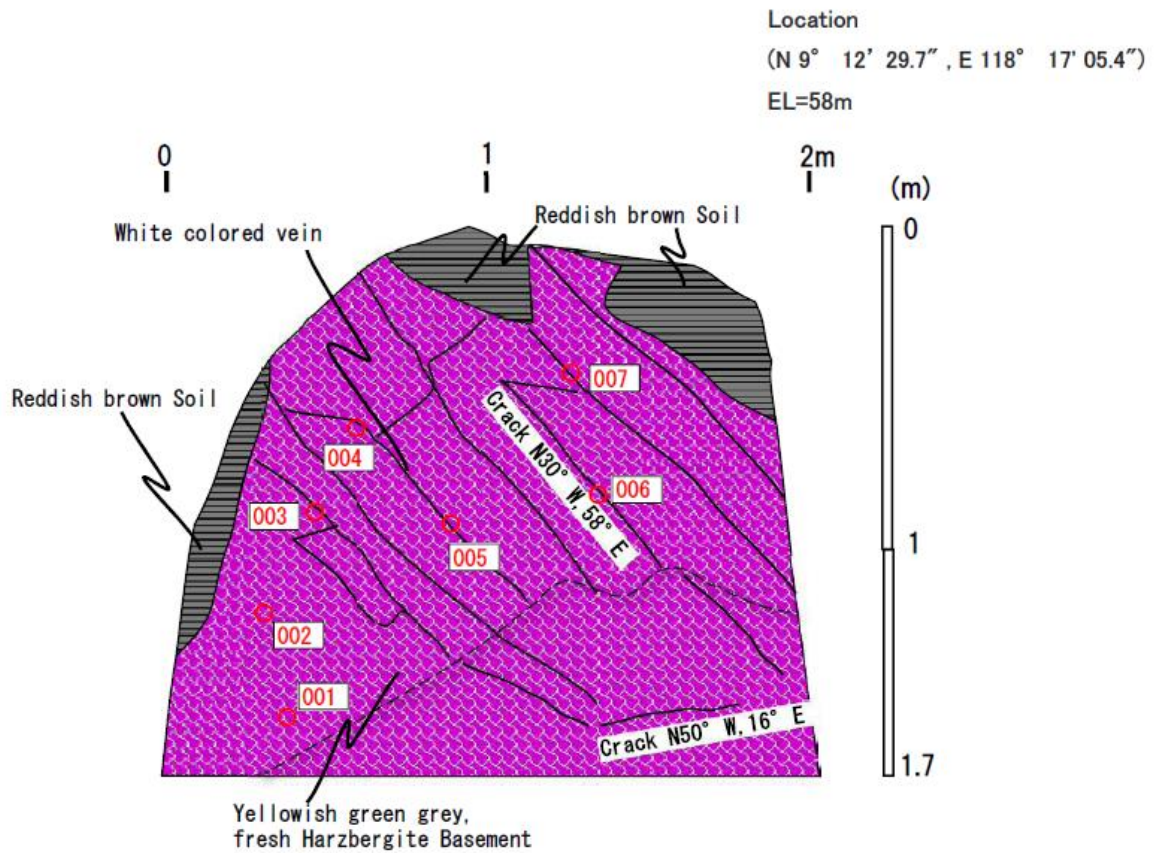 Location
(N 9° 12' 29.7" , E 118° 17' 05.4")
EL=58m
0 1 2m
(m)
Reddish brown Soil
White colored vein
0
Reddish brown Soil
007
Crack N30° W,58° E
004
006
003
005
1
002
001
Crack N50° W,16° E
1.7
Yellowish green grey,
fresh Harzbergite Basement